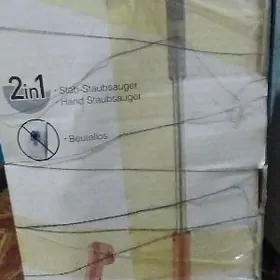 2in1
· Stab-Staubsauger
· Hand Staubsauger
· Beutellos